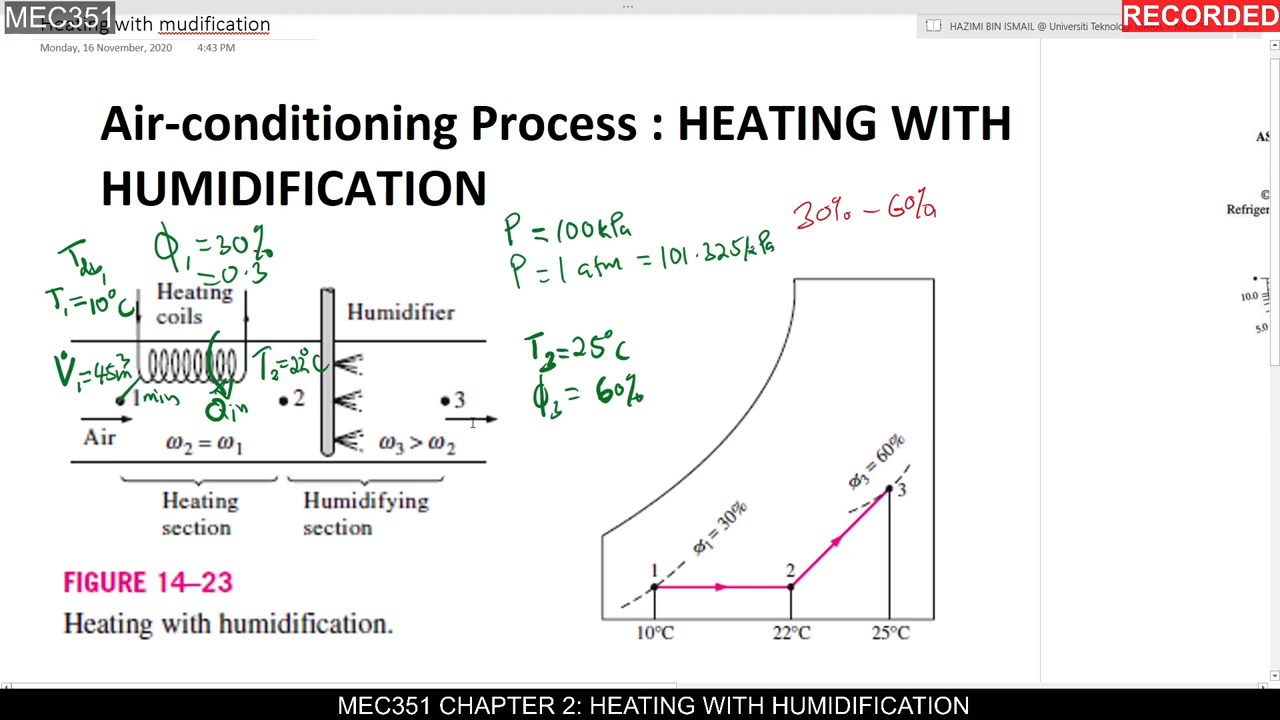 MEC351
RECORDED
Heating with mudification
HAZIMI BIN ISMAIL @ Universiti Teknolog
Monday, 16 November, 2020 4:43 PM
Air-conditioning Process : HEATING WITH
HUMIDIFICATION
30% – 60%
P = 100kPa
P = 1 atm = 101.325kPa
ϕ₁ = 30%
= 0.3
T₁ = 10°C
Heating
coils
Humidifier
V̇₁ = 45m³
min
T₂ = 22°C
Q̇in
T₃ = 25°C
ϕ₃ = 60%
1
2
3
Air
ω₂ = ω₁
ω₃ > ω₂
Heating
section
Humidifying
section
FIGURE 14–23
Heating with humidification.
ø₁ = 30%
ø₃ = 60%
1
2
3
10°C
22°C
25°C
AS
©
Refriger
10.0
5.0
MEC351 CHAPTER 2: HEATING WITH HUMIDIFICATION